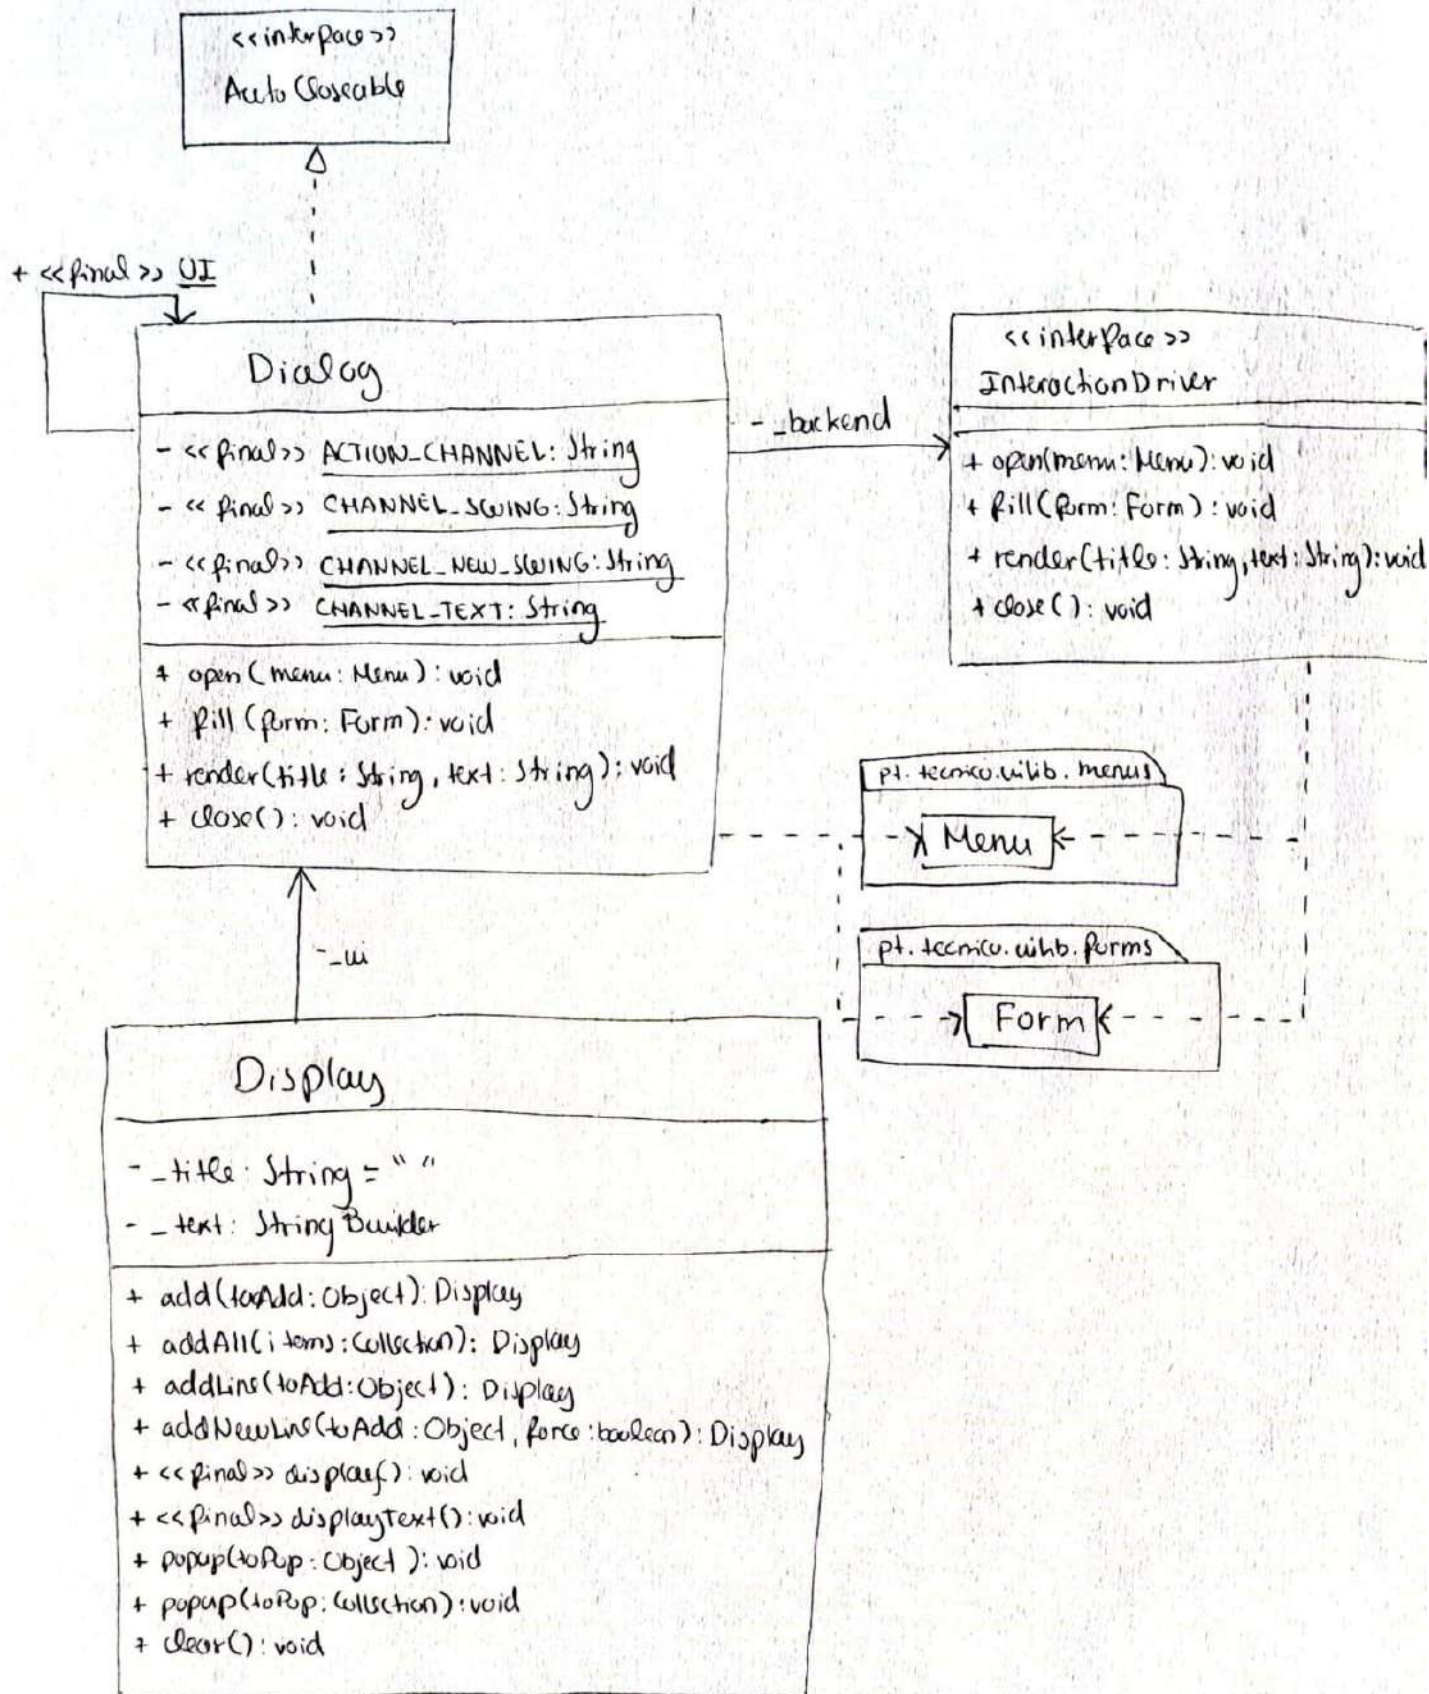 <<interface>>
AutoCloseable
+ <<final>> UI
Dialog
- <<final>> ACTION_CHANNEL: String
- <<final>> CHANNEL_SWING: String
- <<final>> CHANNEL_NEW_SWING: String
- <<final>> CHANNEL_TEXT: String
+ open(menu: Menu): void
+ fill(form: Form): void
+ render(title: String, text: String): void
+ close(): void
- _backend
<<interface>>
InteractionDriver
+ open(menu: Menu): void
+ fill(form: Form): void
+ render(title: String, text: String): void
+ close(): void
pt.tecnico.uilib.menus
Menu
pt.tecnico.uilib.forms
Form
- _ui
Display
- _title: String = " "
- _text: StringBuilder
+ add(toAdd: Object): Display
+ addAll(items: Collection): Display
+ addLine(toAdd: Object): Display
+ addNewLine(toAdd: Object, force: boolean): Display
+ <<final>> display(): void
+ <<final>> displayText(): void
+ popup(toPop: Object): void
+ popup(toPop: Collection): void
+ clear(): void